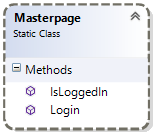 Masterpage
Static Class
Methods
IsLoggedIn
Login